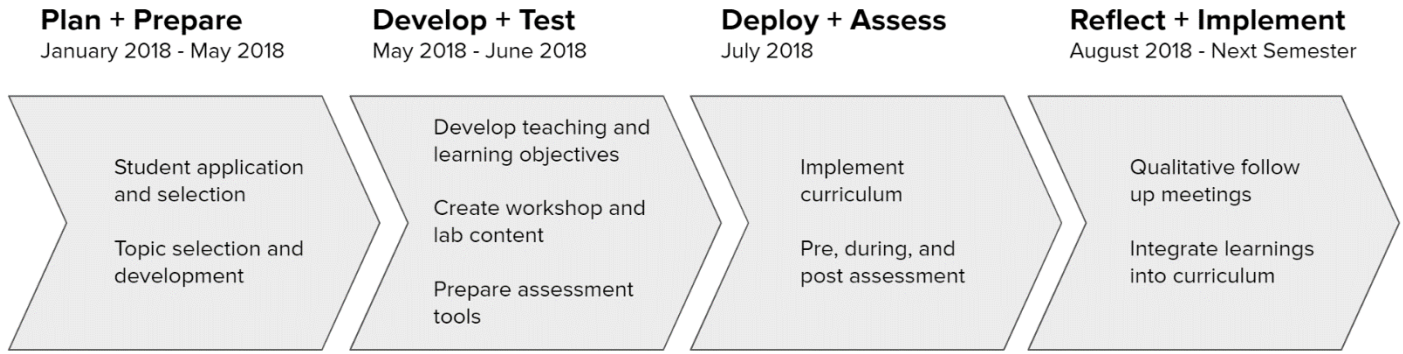 Plan + Prepare
January 2018 - May 2018
Student application
and selection
Topic selection and
development
Develop + Test
May 2018 - June 2018
Develop teaching and
learning objectives
Create workshop and
lab content
Prepare assessment
tools
Deploy + Assess
July 2018
Implement
curriculum
Pre, during, and
post assessment
Reflect + Implement
August 2018 - Next Semester
Qualitative follow
up meetings
Integrate learnings
into curriculum